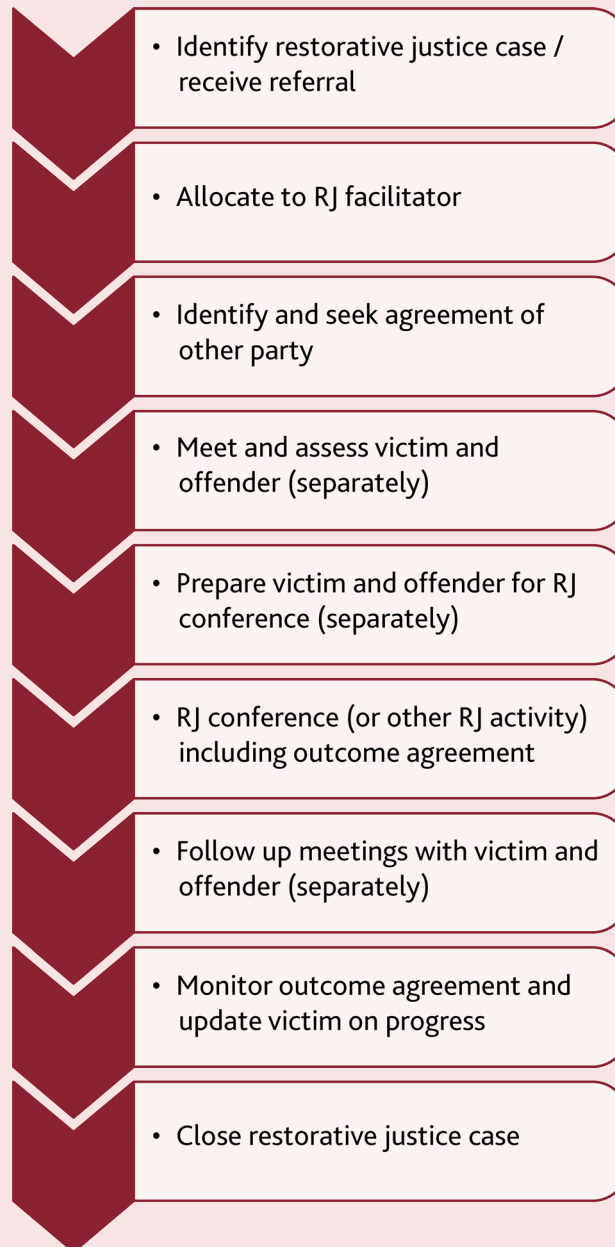 • Identify restorative justice case /
receive referral
• Allocate to RJ facilitator
• Identify and seek agreement of
other party
• Meet and assess victim and
offender (separately)
• Prepare victim and offender for RJ
conference (separately)
• RJ conference (or other RJ activity)
including outcome agreement
• Follow up meetings with victim and
offender (separately)
• Monitor outcome agreement and
update victim on progress
• Close restorative justice case